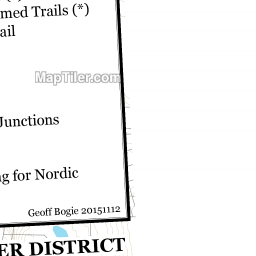 med Trails (*)
ail
MapTiler.com
Junctions
g for Nordic
Geoff Bogie 20151112
ER DISTRICT